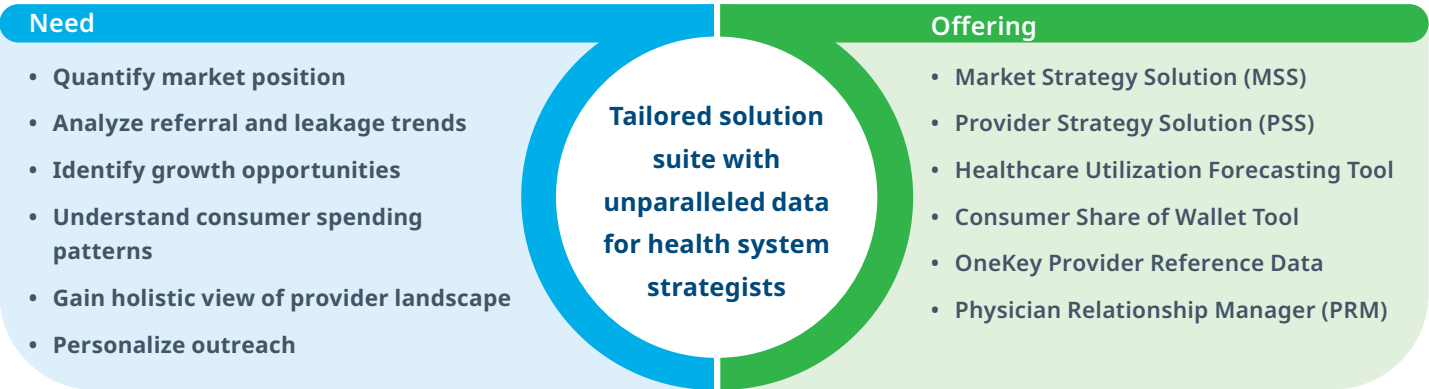 Need
• Quantify market position
• Analyze referral and leakage trends
• Identify growth opportunities
• Understand consumer spending
patterns
• Gain holistic view of provider landscape
• Personalize outreach
Tailored solution
suite with
unparalleled data
for health system
strategists
Offering
• Market Strategy Solution (MSS)
• Provider Strategy Solution (PSS)
• Healthcare Utilization Forecasting Tool
• Consumer Share of Wallet Tool
• OneKey Provider Reference Data
• Physician Relationship Manager (PRM)